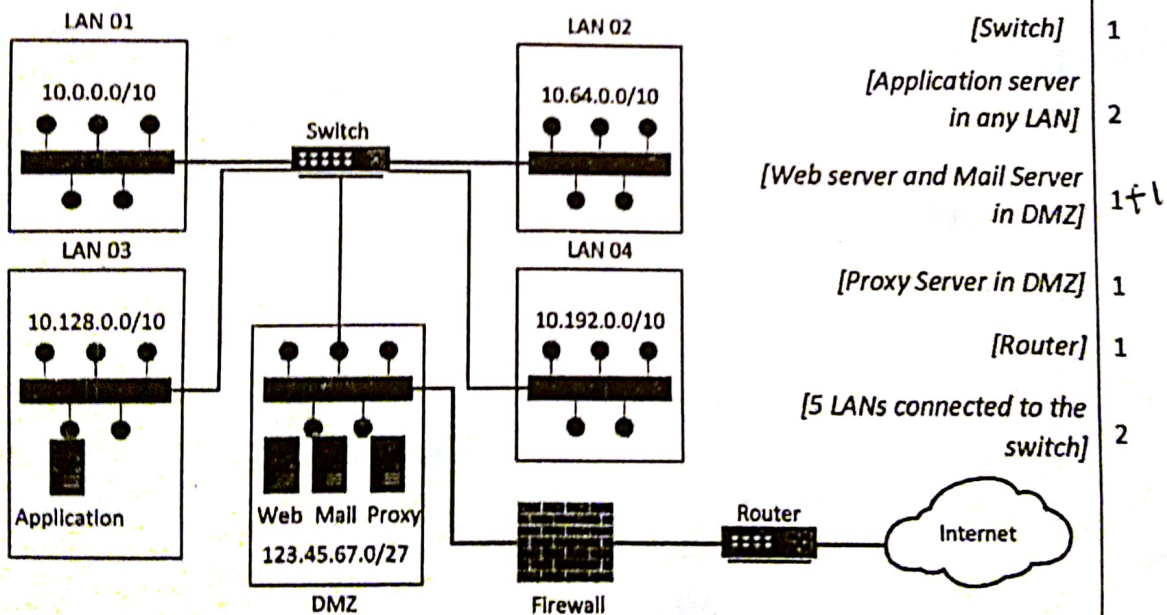 LAN 01
10.0.0.0/10
LAN 02
10.64.0.0/10
Switch
LAN 03
10.128.0.0/10
Application
LAN 04
10.192.0.0/10
Web Mail Proxy
123.45.67.0/27
DMZ
Firewall
Router
Internet
[Switch] 1
[Application server
in any LAN] 2
[Web server and Mail Server
in DMZ] 1+1
[Proxy Server in DMZ] 1
[Router] 1
[5 LANs connected to the
switch] 2